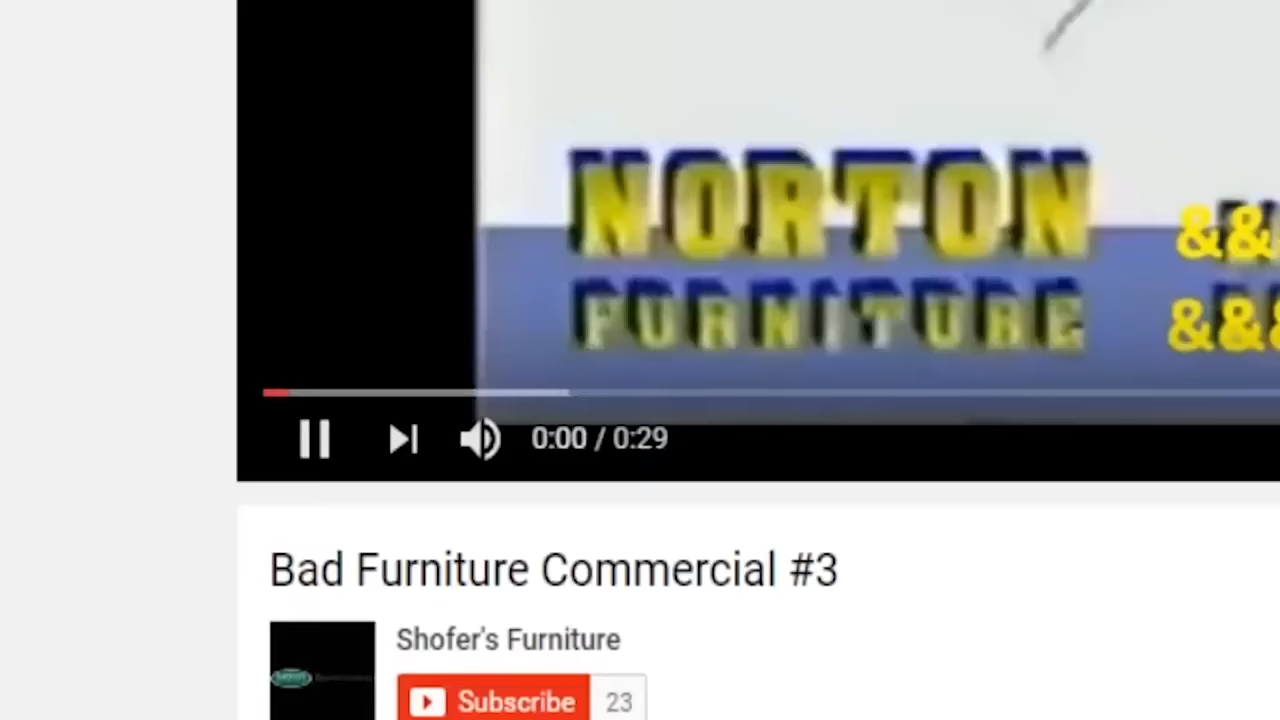 NORTON
&&
FURNITURE
&&&
0:00 / 0:29
Bad Furniture Commercial #3
Shofer's Furniture
Subscribe 23